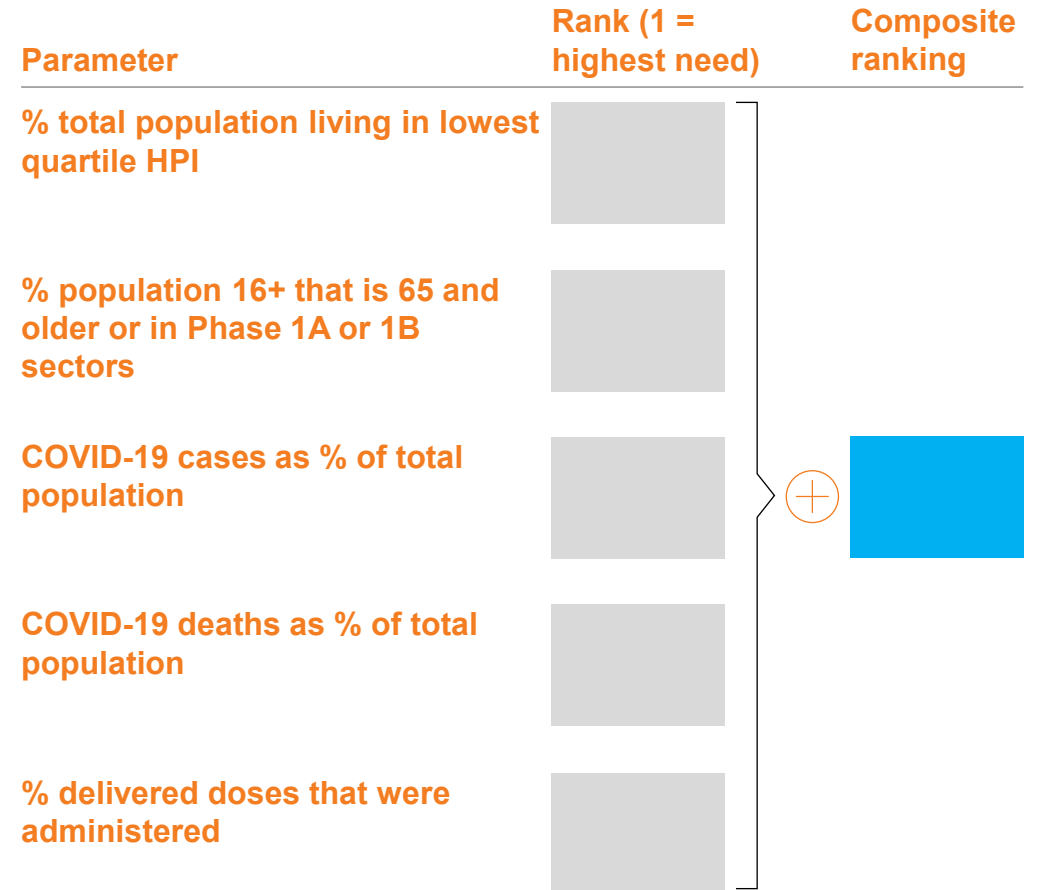 Parameter
Rank (1 =
highest need)
Composite
ranking
% total population living in lowest
quartile HPI
% population 16+ that is 65 and
older or in Phase 1A or 1B
sectors
COVID-19 cases as % of total
population
COVID-19 deaths as % of total
population
% delivered doses that were
administered